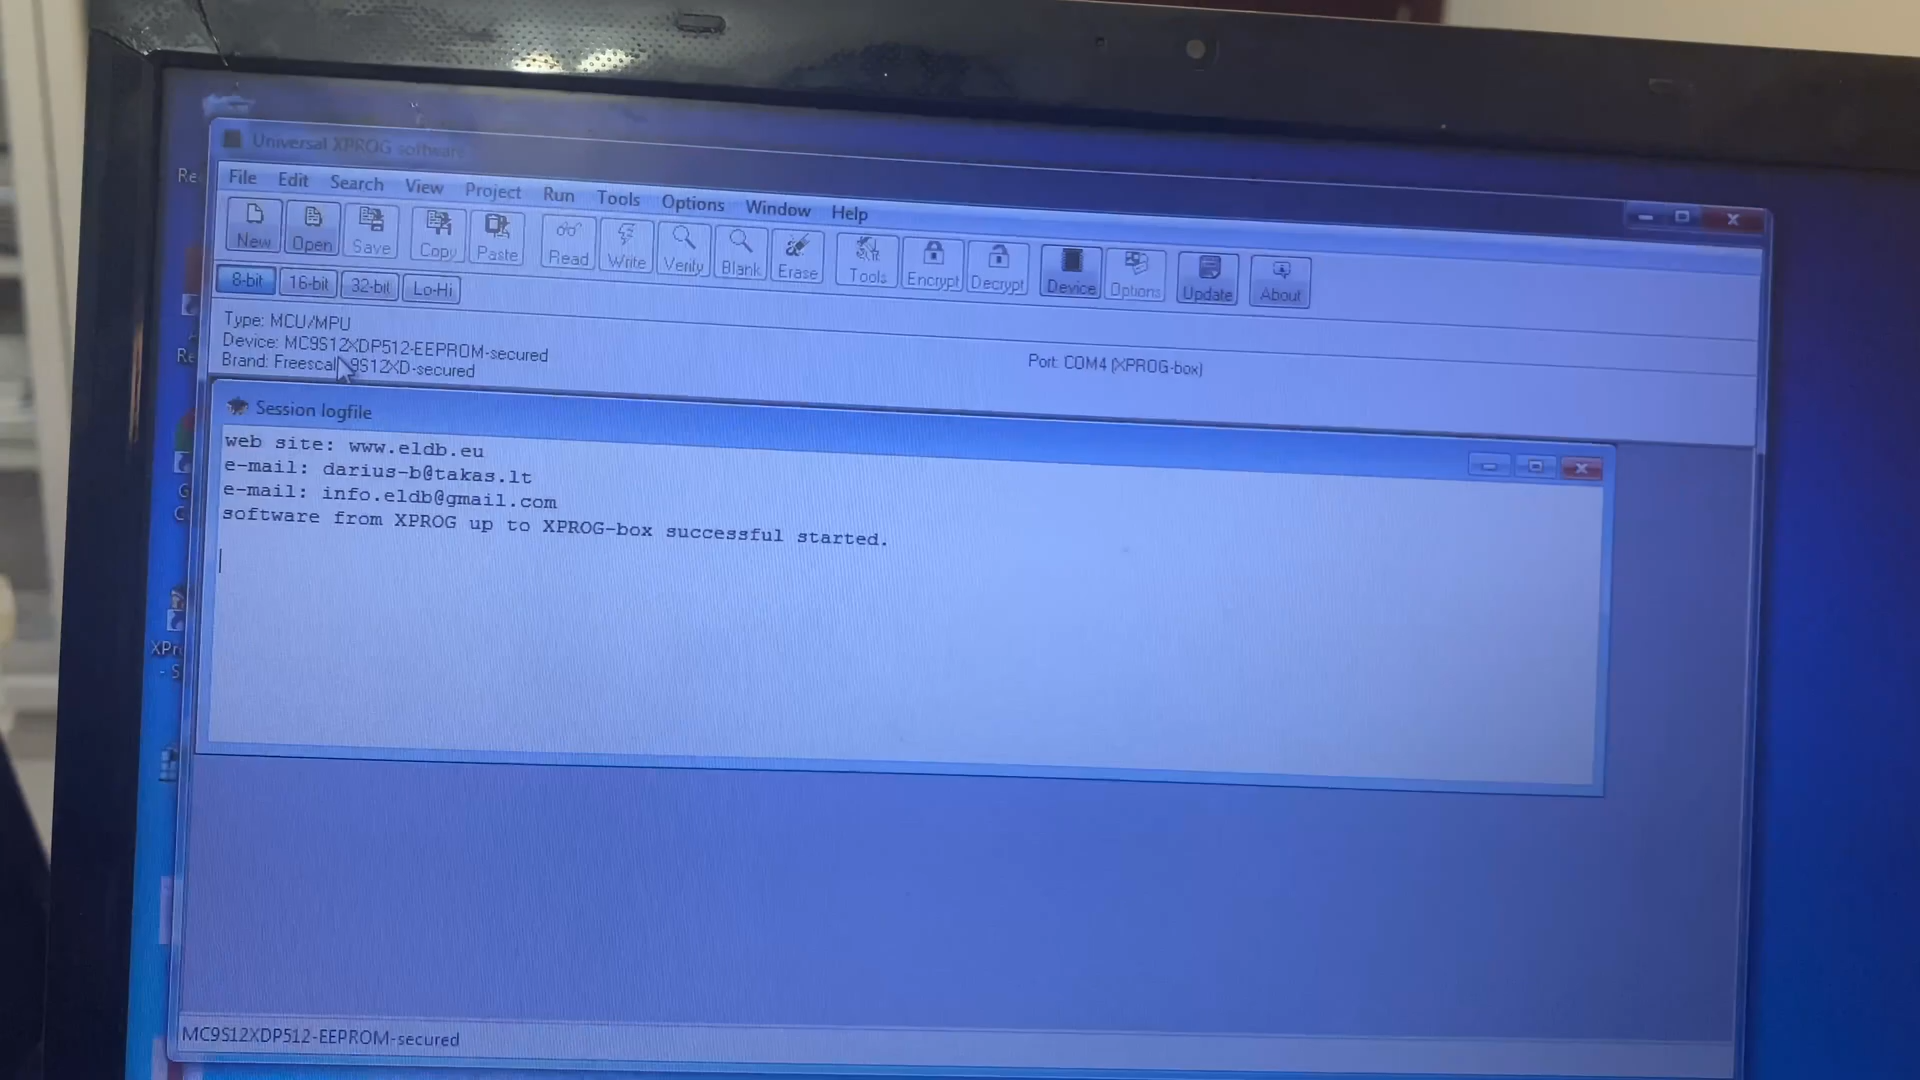 Universal XPROG software
File Edit Search View Project Run Tools Options Window Help
New Open Save Copy Paste Read Write Verify Blank Erase Tools Encrypt Decrypt Device Options Update About
8-bit 16-bit 32-bit Lo-Hi
Type: MCU/MPU
Device: MC9S12XDP512-EEPROM-secured
Brand: Freescal 9S12XD-secured
Port: COM4 (XPROG-box)
Session logfile
web site: www.eldb.eu
e-mail: darius-b@takas.lt
e-mail: info.eldb@gmail.com
software from XPROG up to XPROG-box successful started.
MC9S12XDP512-EEPROM-secured